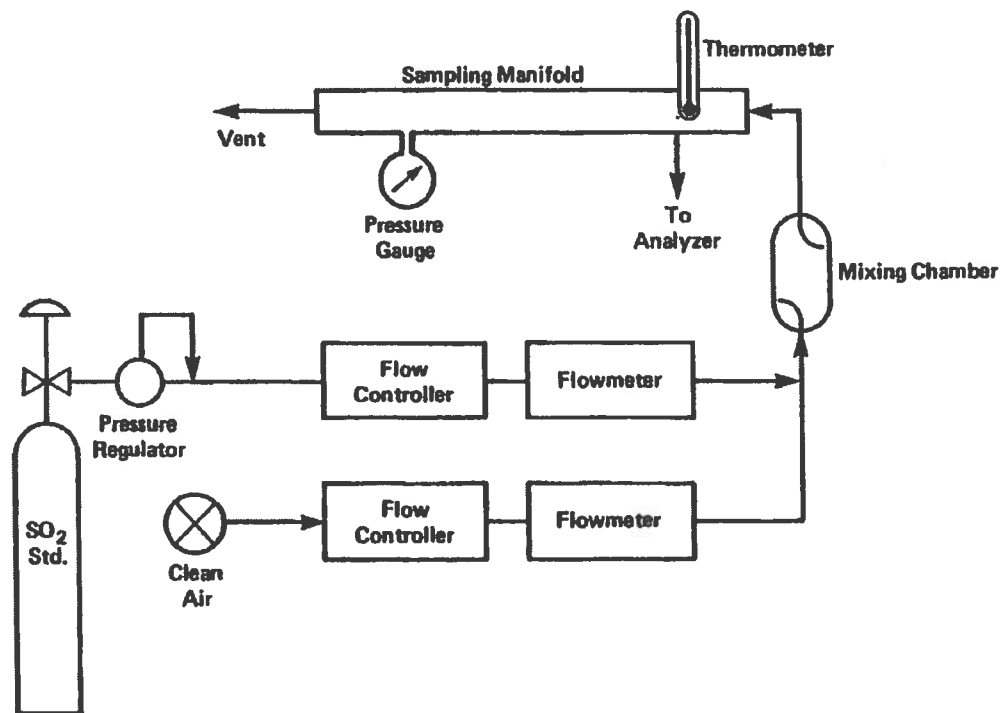 Thermometer
Sampling Manifold
Vent
Pressure
Gauge
To
Analyzer
Mixing Chamber
Flow
Controller
Flowmeter
Pressure
Regulator
SO2
Std.
Flow
Controller
Flowmeter
Clean
Air